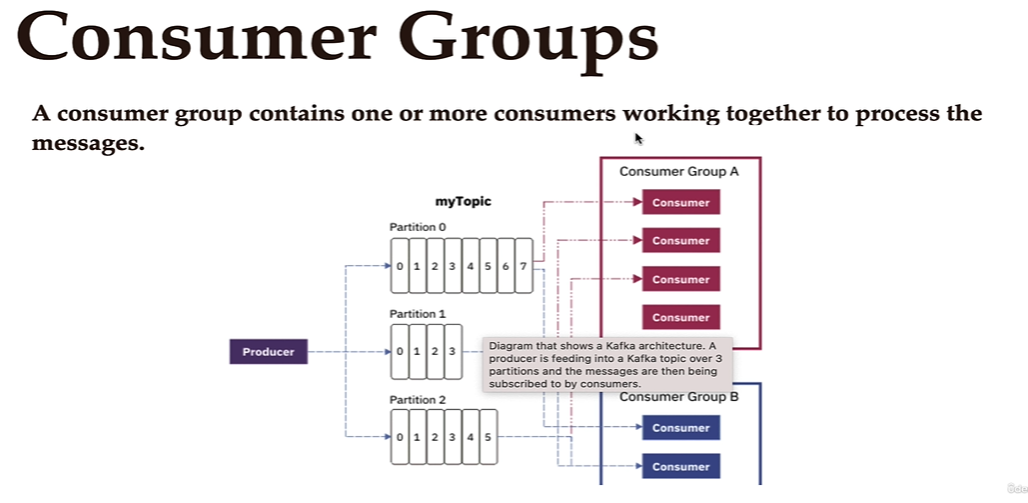 Consumer Groups
A consumer group contains one or more consumers working together to process the
messages.
Consumer Group A
myTopic
Consumer
Partition 0
Consumer
0 1 2 3 4 5 6 7
Consumer
Partition 1
Consumer
Producer
0 1 2 3
Diagram that shows a Kafka architecture. A
producer is feeding into a Kafka topic over 3
partitions and the messages are then being
subscribed to by consumers.
Partition 2
Consumer Group B
0 1 2 3 4 5
Consumer
Consumer